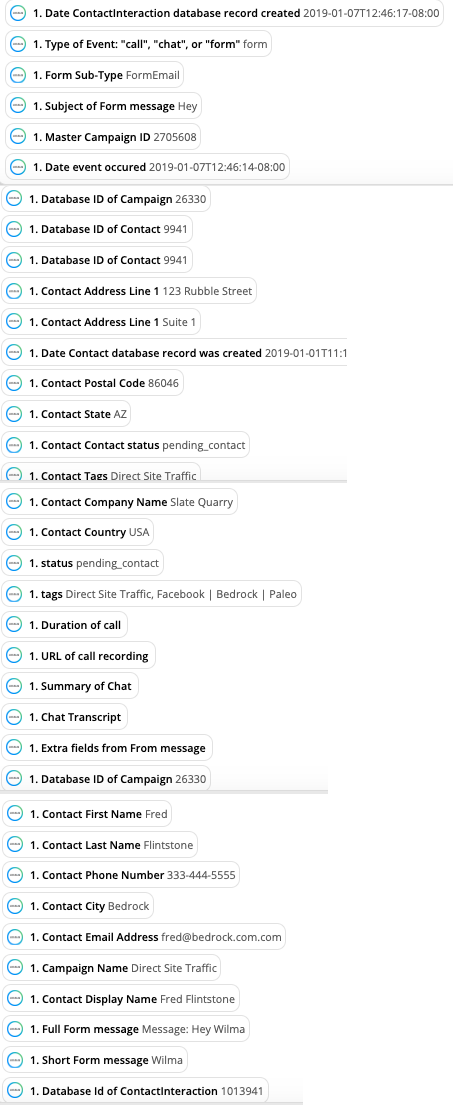 1. Date ContactInteraction database record created 2019-01-07T12:46:17-08:00
1. Type of Event: "call", "chat", or "form" form
1. Form Sub-Type FormEmail
1. Subject of Form message Hey
1. Master Campaign ID 2705608
1. Date event occured 2019-01-07T12:46:14-08:00
1. Database ID of Campaign 26330
1. Database ID of Contact 9941
1. Database ID of Contact 9941
1. Contact Address Line 1 123 Rubble Street
1. Contact Address Line 1 Suite 1
1. Date Contact database record was created 2019-01-01T11:1
1. Contact Postal Code 86046
1. Contact State AZ
1. Contact Contact status pending_contact
1. Contact Tags Direct Site Traffic
1. Contact Company Name Slate Quarry
1. Contact Country USA
1. status pending_contact
1. tags Direct Site Traffic, Facebook | Bedrock | Paleo
1. Duration of call
1. URL of call recording
1. Summary of Chat
1. Chat Transcript
1. Extra fields from From message
1. Database ID of Campaign 26330
1. Contact First Name Fred
1. Contact Last Name Flintstone
1. Contact Phone Number 333-444-5555
1. Contact City Bedrock
1. Contact Email Address fred@bedrock.com.com
1. Campaign Name Direct Site Traffic
1. Contact Display Name Fred Flintstone
1. Full Form message Message: Hey Wilma
1. Short Form message Wilma
1. Database Id of ContactInteraction 1013941